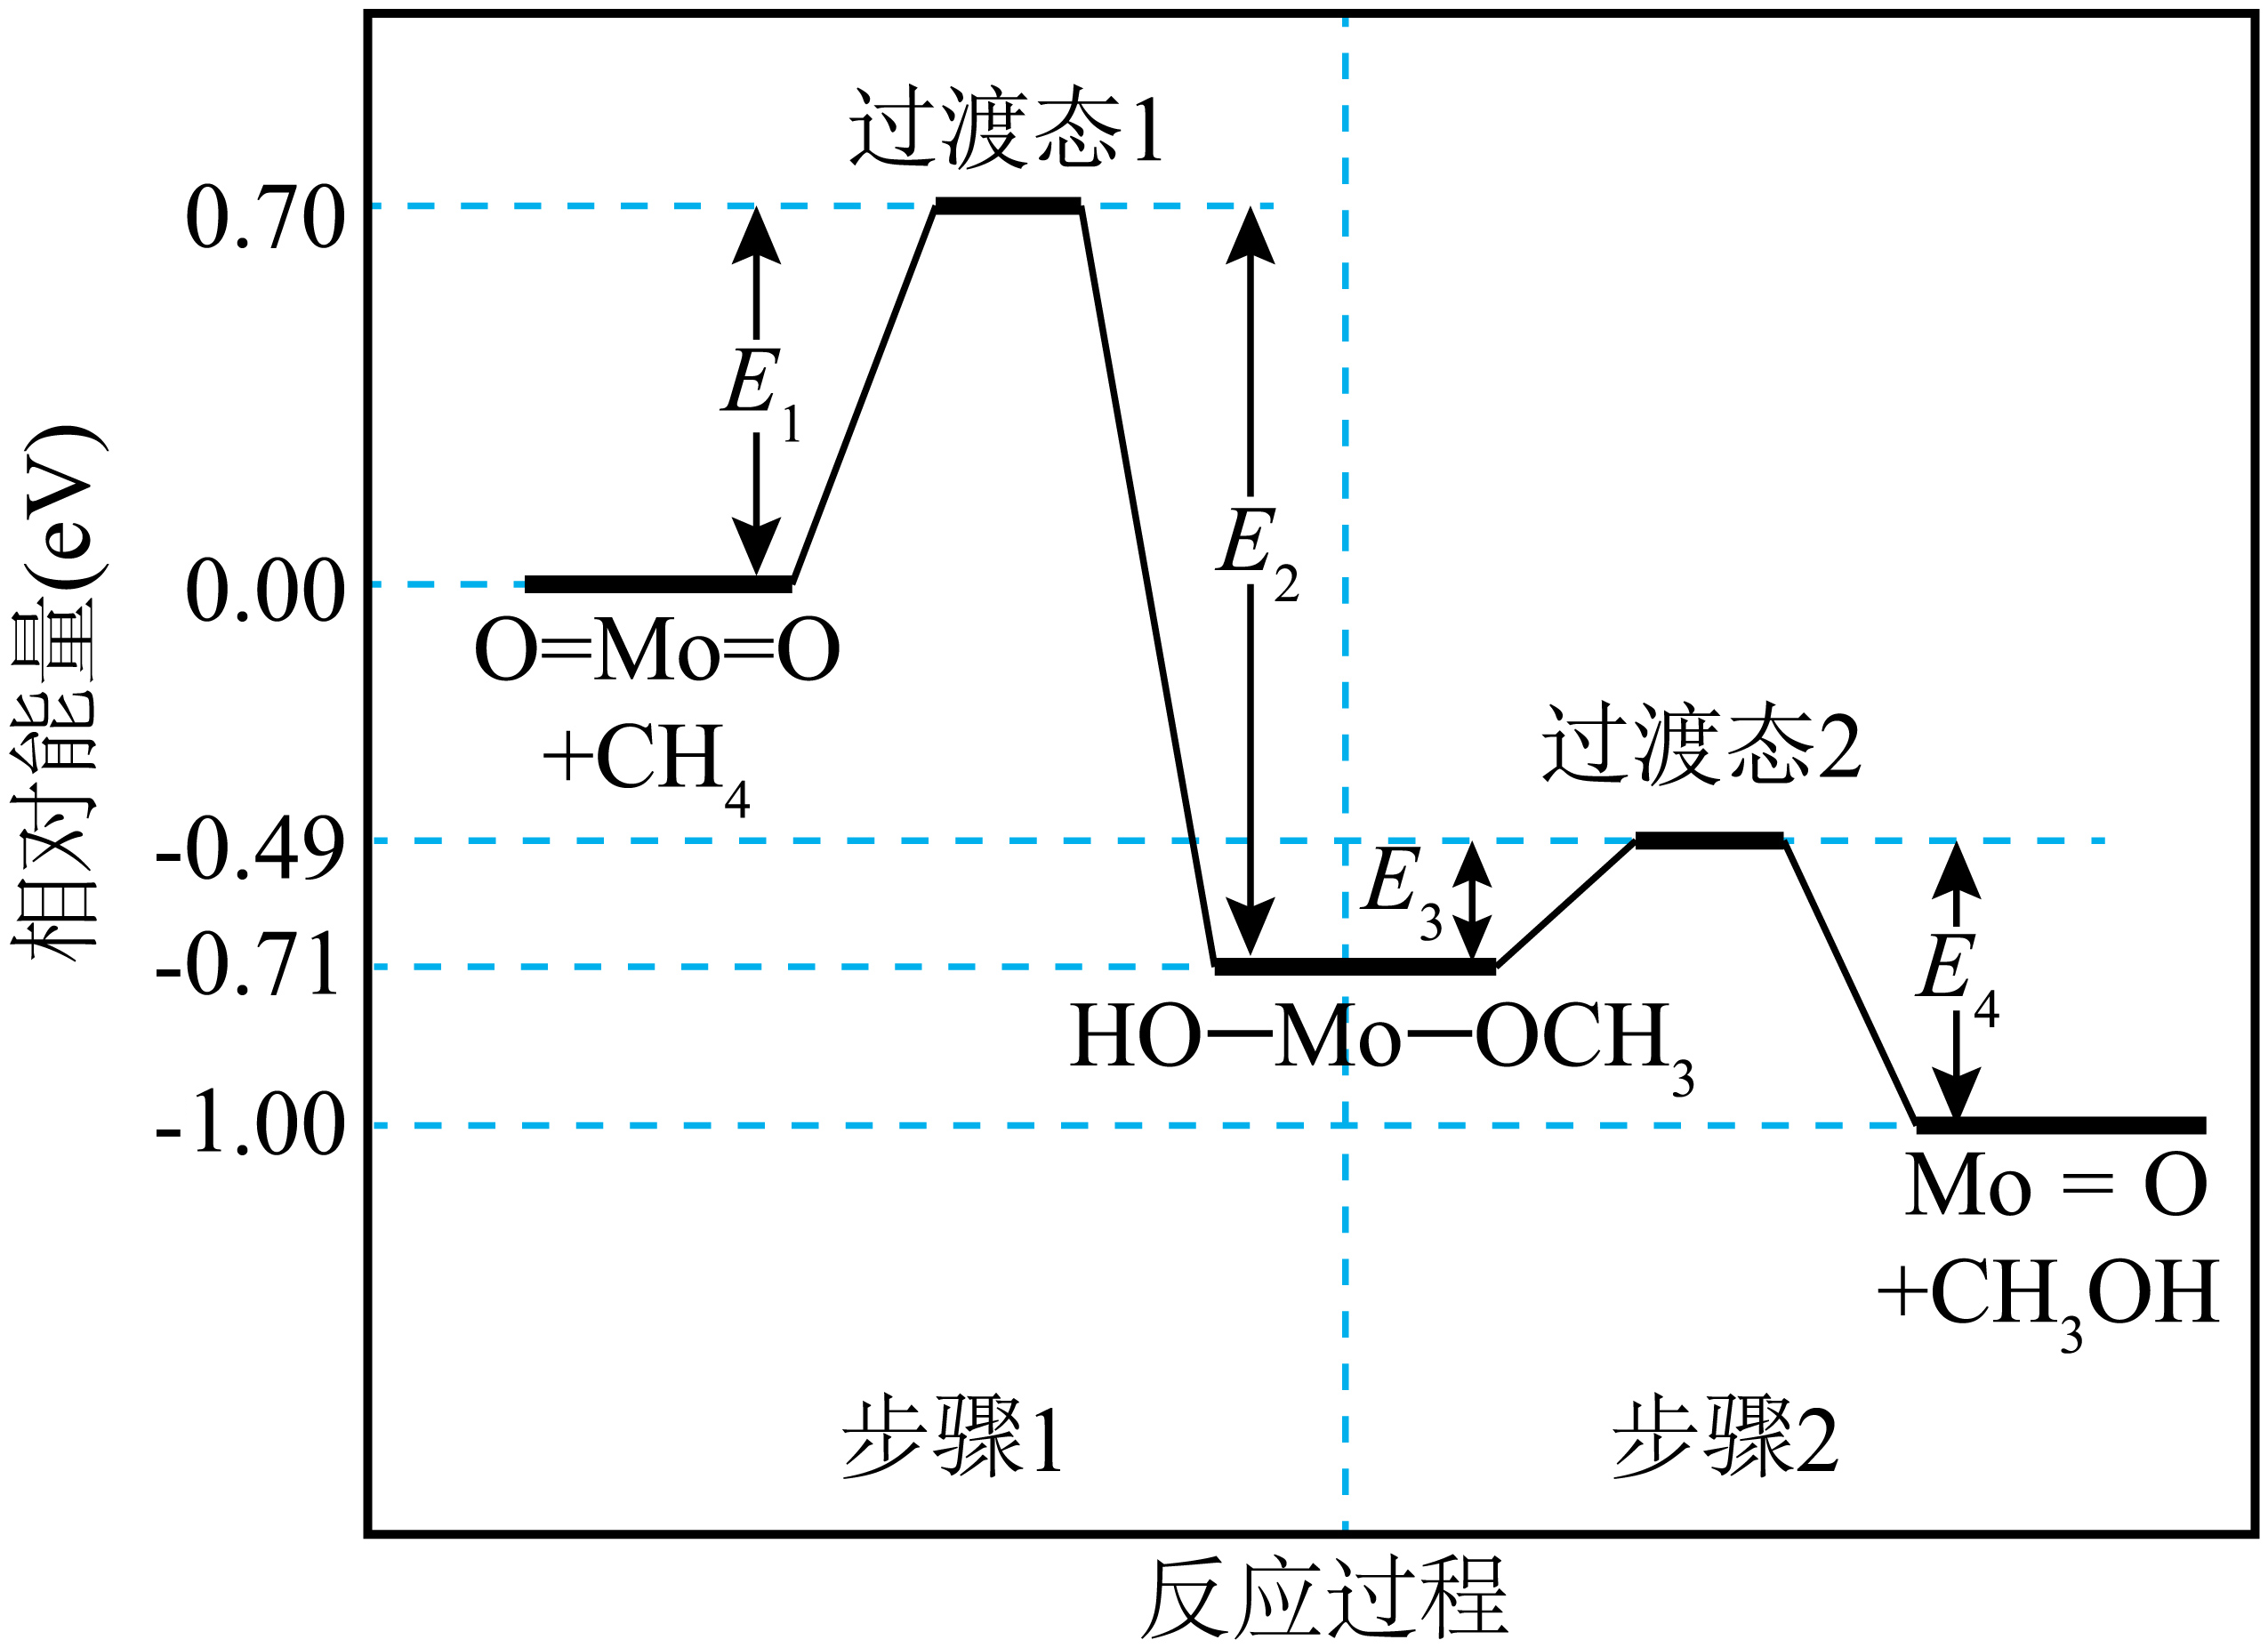 相对能量(eV)
0.70
0.00
-0.49
-0.71
-1.00
过渡态1
E₁
E₂
O=Mo=O
+CH₄
过渡态2
E₃
E₄
HO—Mo—OCH₃
Mo = O
+CH₃OH
步骤1
步骤2
反应过程